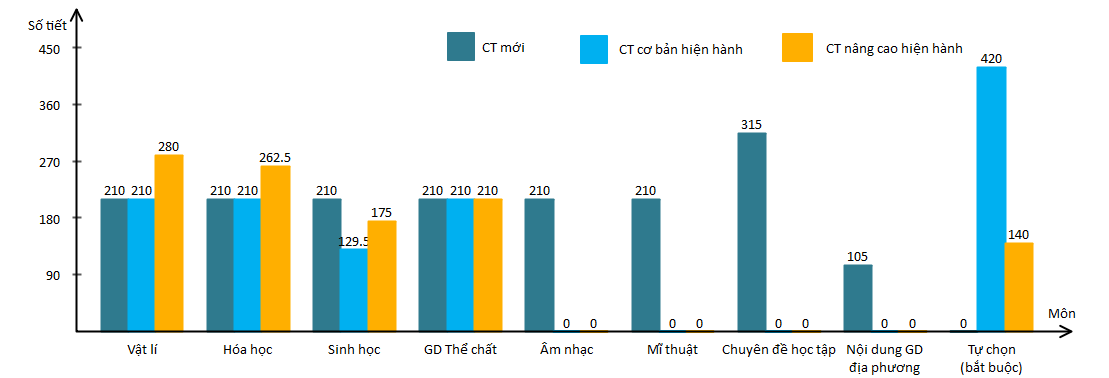 Số tiết
450
360
270
180
90
CT mới
CT cơ bản hiện hành
CT nâng cao hiện hành
210 210 280
210 210 262.5
210 129.5 175
210 210 210
210 0 0
210 0 0
315 0 0
105 0 0
0 420 140
Môn
Vật lí
Hóa học
Sinh học
GD Thể chất
Âm nhạc
Mĩ thuật
Chuyên đề học tập
Nội dung GD
địa phương
Tự chọn
(bắt buộc)